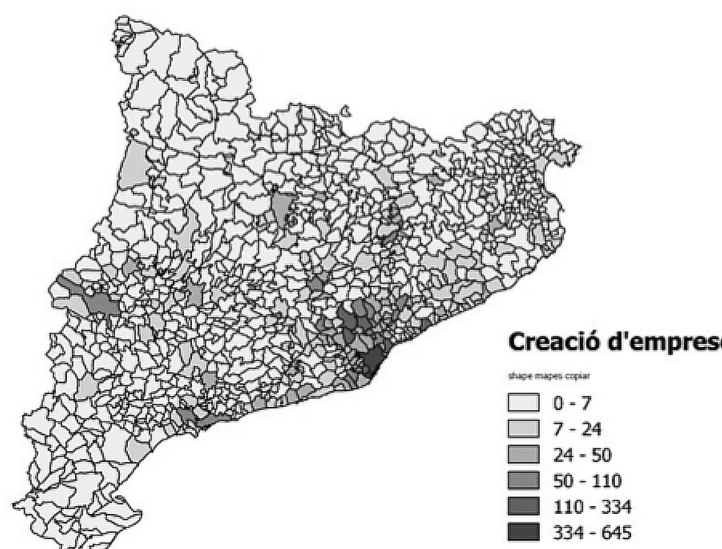 Creació d'empres
shape mapes copiar
0 - 7
7 - 24
24 - 50
50 - 110
110 - 334
334 - 645